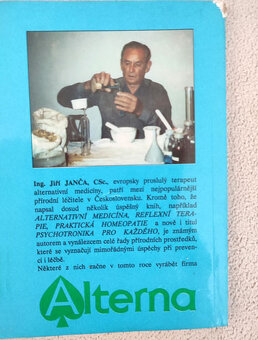 Ing. Jiří JANČA, CSc., evropsky proslulý terapeut
alternativní medicíny, patří mezi nejpopulárnější
přírodní léčitele v Československu. Kromě toho, že
napsal dosud několik úspěšný knih, například
ALTERNATIVNÍ MEDICÍNA, REFLEXNÍ TERA-
PIE, PRAKTICKÁ HOMEOPATIE a nově i titul
PSYCHOTRONIKA PRO KAŽDÉHO, je známým
autorem a vynálezcem celé řady přírodních prostředků,
které se vyznačují mimořádnými úspěchy při preven-
ci i léčbě.
Některé z nich začne v tomto roce vyrábět firma
Alterna